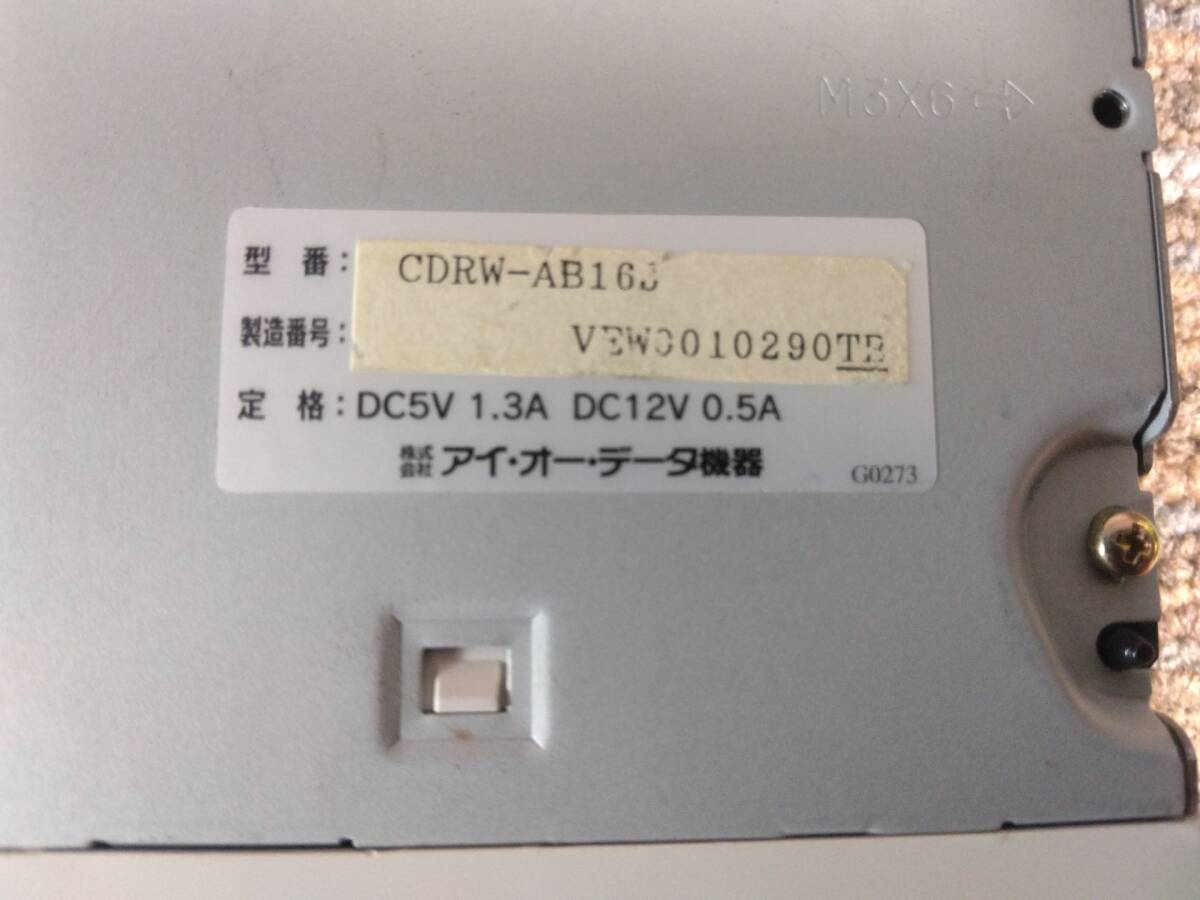 M3X6
型 番: CDRW-AB16J
製造番号: VEW0010290TE
定 格: DC5V 1.3A DC12V 0.5A
株式会社 アイ・オー・データ機器
G0273